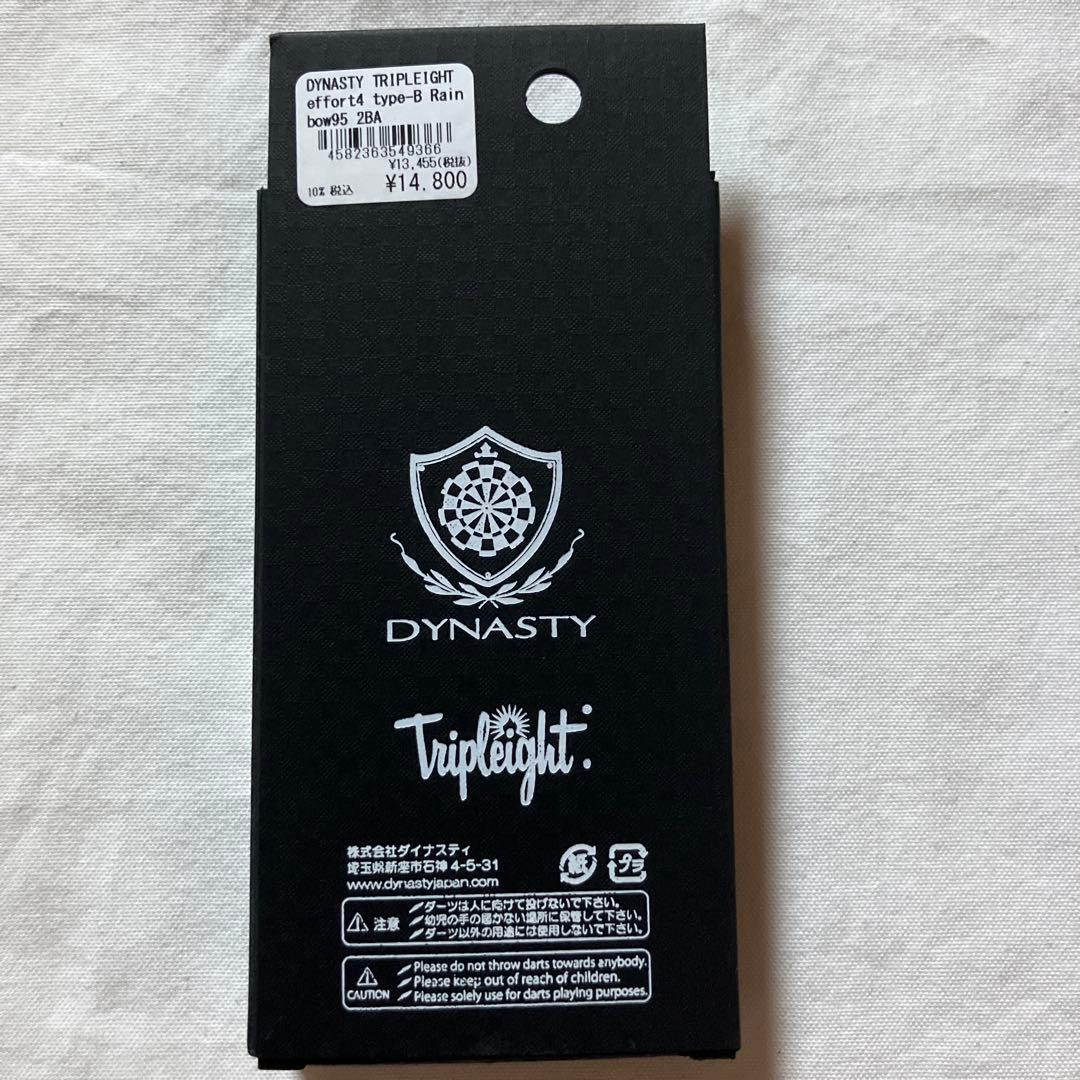 DYNASTY TRIPLEIGHT
effort4 type-B Rain
bow95 2BA
4582363549366
¥13,455(税抜)
10% 税込 ¥14,800
DYNASTY
Tripleight.
株式会社ダイナスティ
埼玉県新座市石神4-5-31
www.dynastyjapan.com
紙 プラ
注意
ダーツは人に向けて投げないで下さい。
幼児の手の届かない場所に保管して下さい。
ダーツ以外の用途には使用しないで下さい。
CAUTION
Please do not throw darts towards anybody.
Please keep out of reach of children.
Please solely use for darts playing purposes.